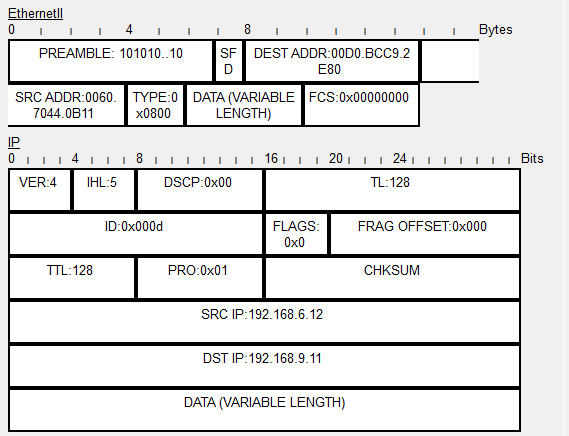 EthernetII
0 4 8 Bytes
PREAMBLE: 101010..10
SF
D
DEST ADDR:00D0.BCC9.2
E80
SRC ADDR:0060.
7044.0B11
TYPE:0
x0800
DATA (VARIABLE
LENGTH)
FCS:0x00000000
IP
0 4 8 16 20 24 Bits
VER:4 IHL:5 DSCP:0x00 TL:128
ID:0x000d
FLAGS:
0x0
FRAG OFFSET:0x000
TTL:128 PRO:0x01 CHKSUM
SRC IP:192.168.6.12
DST IP:192.168.9.11
DATA (VARIABLE LENGTH)